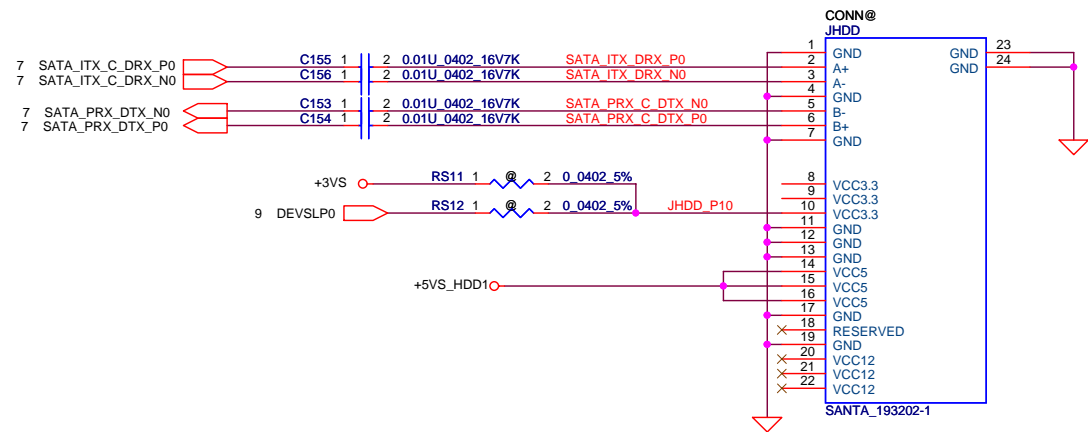 CONN@
JHDD
7 SATA_ITX_C_DRX_P0 C155 1 2 0.01U_0402_16V7K SATA_ITX_DRX_P0
7 SATA_ITX_C_DRX_N0 C156 1 2 0.01U_0402_16V7K SATA_ITX_DRX_N0
7 SATA_PRX_DTX_N0 C153 1 2 0.01U_0402_16V7K SATA_PRX_C_DTX_N0
7 SATA_PRX_DTX_P0 C154 1 2 0.01U_0402_16V7K SATA_PRX_C_DTX_P0
+3VS RS11 1 @ 2 0_0402_5%
9 DEVSLP0 RS12 1 @ 2 0_0402_5% JHDD_P10
+5VS_HDD1
1 GND
2 A+
3 A-
4 GND
5 B-
6 B+
7 GND
8 VCC3.3
9 VCC3.3
10 VCC3.3
11 GND
12 GND
13 GND
14 VCC5
15 VCC5
16 VCC5
17 GND
18 RESERVED
19 GND
20 VCC12
21 VCC12
22 VCC12
GND 23
GND 24
SANTA_193202-1